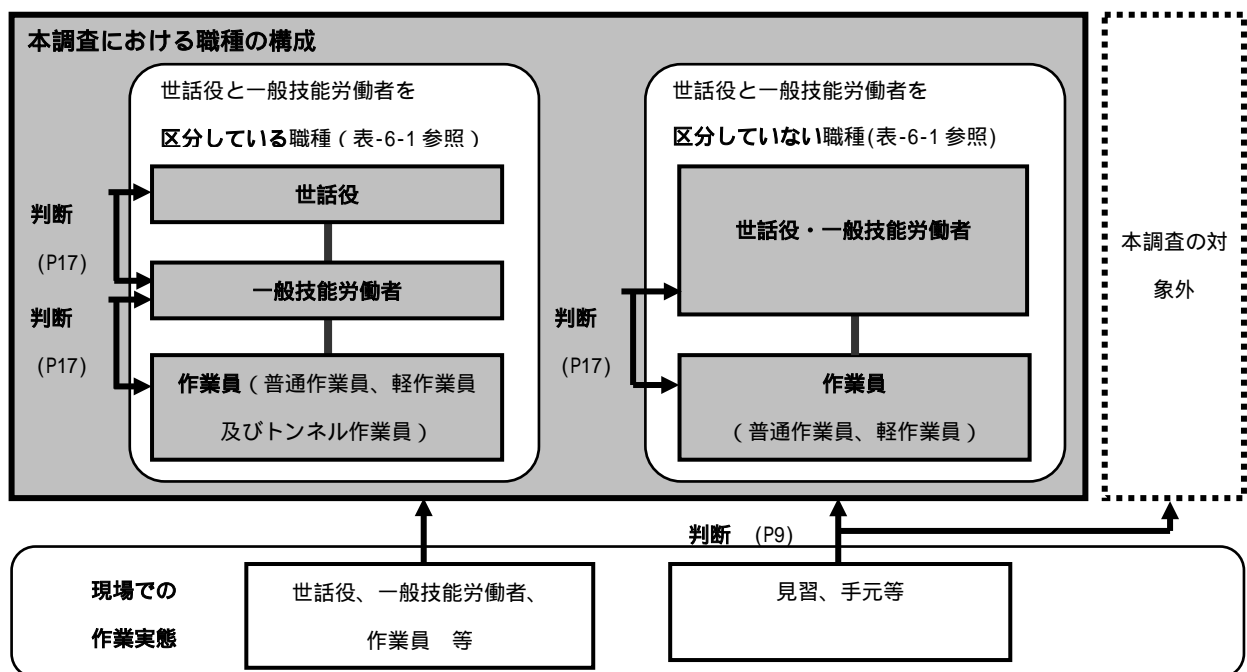 本調査における職種の構成
世話役と一般技能労働者を
区分している職種（表-6-1 参照）
世話役
一般技能労働者
作業員（普通作業員、軽作業員
及びトンネル作業員）
判断
(P17)
判断
(P17)
世話役と一般技能労働者を
区分していない職種(表-6-1 参照)
世話役・一般技能労働者
作業員
（普通作業員、軽作業員）
判断
(P17)
本調査の対
象外
判断 (P9)
現場での
作業実態
世話役、一般技能労働者、
作業員 等
見習、手元等